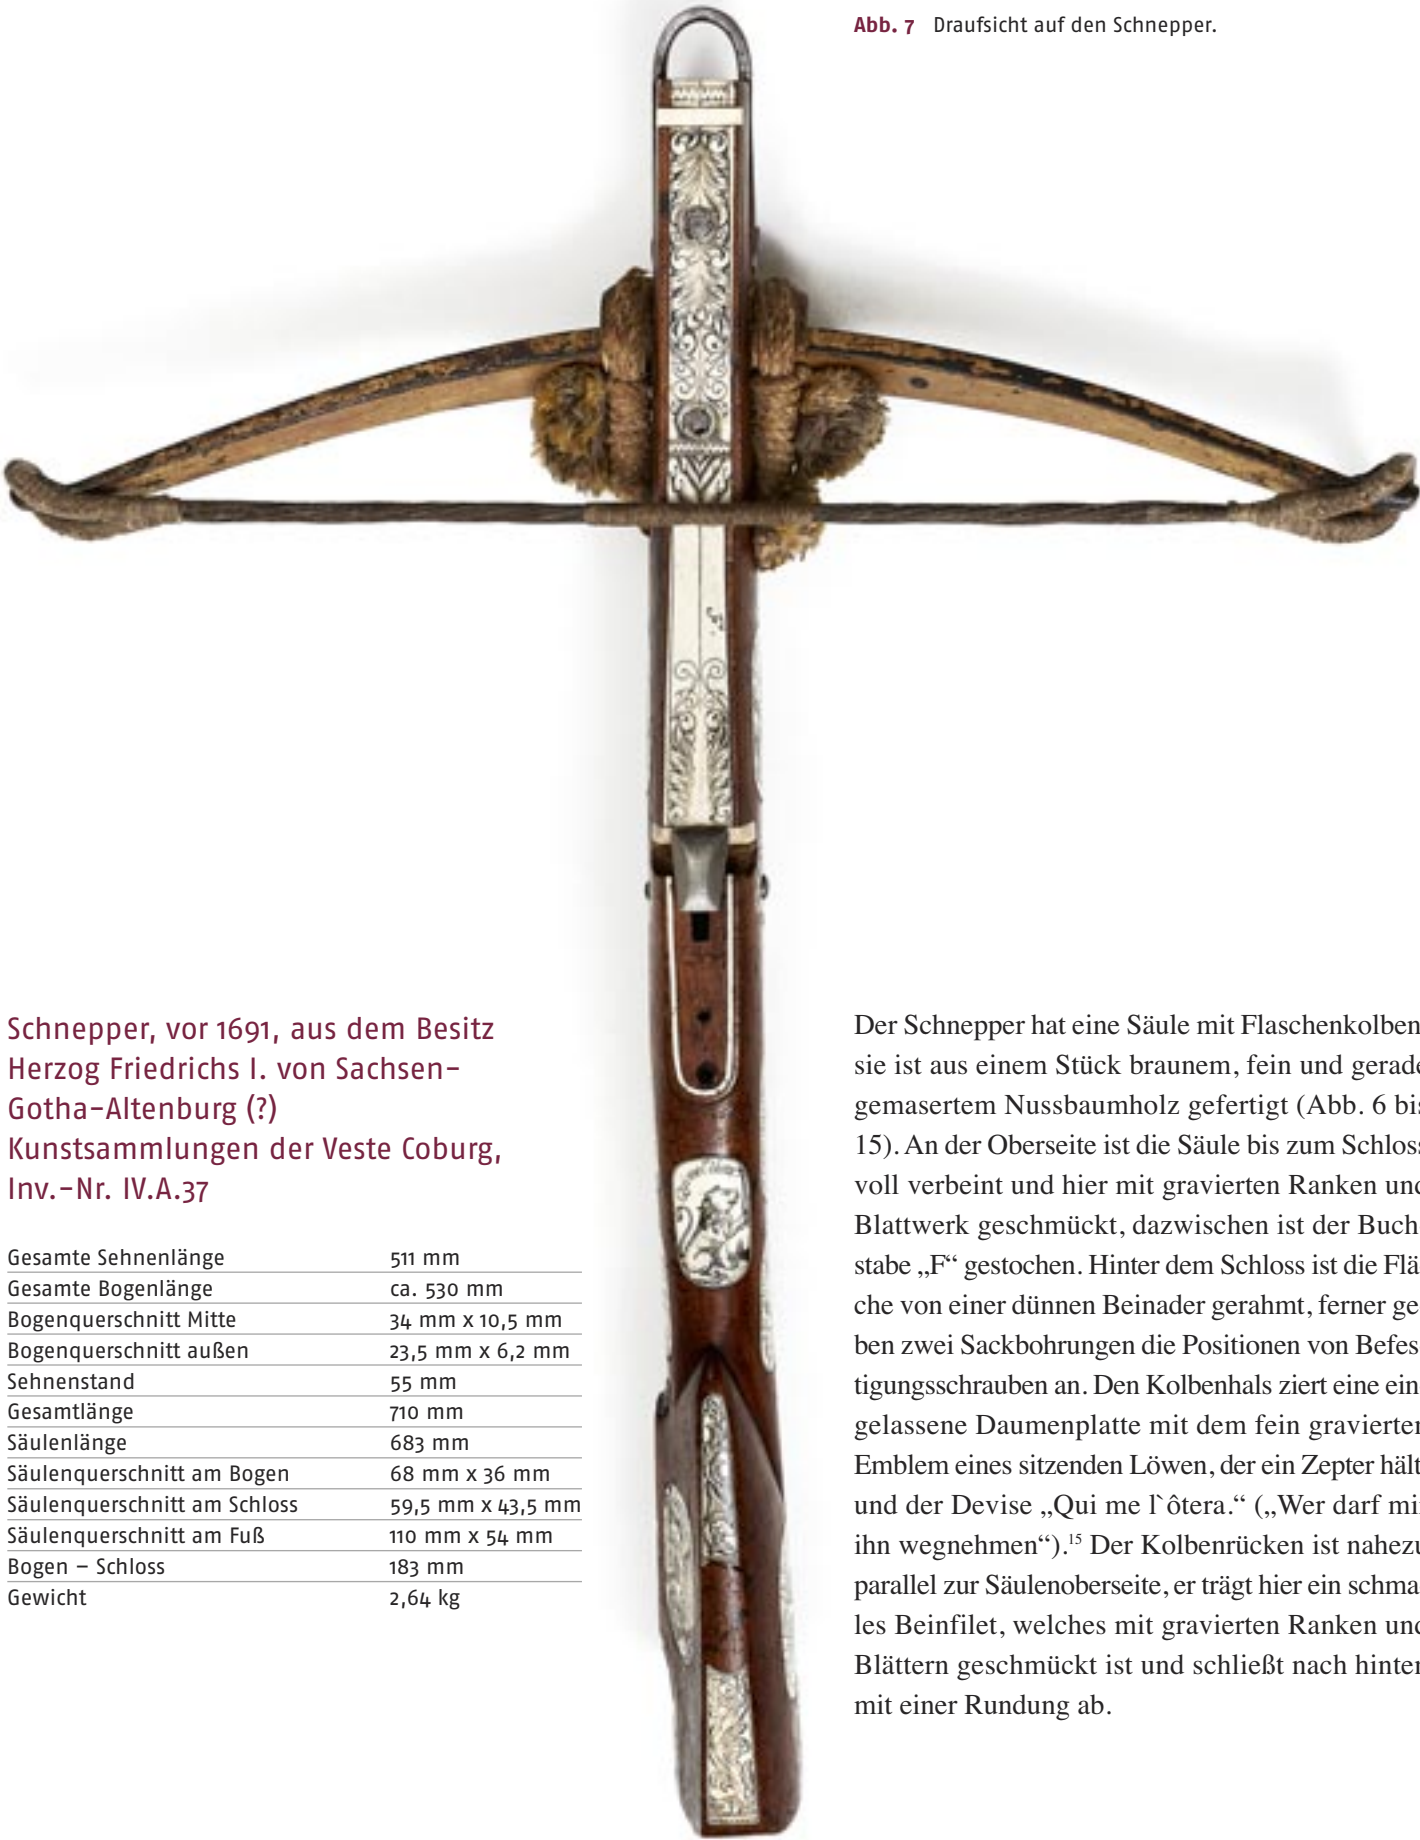 Abb. 7 Draufsicht auf den Schnepper.
F.
Schnepper, vor 1691, aus dem Besitz
Herzog Friedrichs I. von Sachsen-
Gotha-Altenburg (?)
Kunstsammlungen der Veste Coburg,
Inv.-Nr. IV.A.37
Gesamte Sehnenlänge 511 mm
Gesamte Bogenlänge ca. 530 mm
Bogenquerschnitt Mitte 34 mm x 10,5 mm
Bogenquerschnitt außen 23,5 mm x 6,2 mm
Sehnenstand 55 mm
Gesamtlänge 710 mm
Säulenlänge 683 mm
Säulenquerschnitt am Bogen 68 mm x 36 mm
Säulenquerschnitt am Schloss 59,5 mm x 43,5 mm
Säulenquerschnitt am Fuß 110 mm x 54 mm
Bogen – Schloss 183 mm
Gewicht 2,64 kg
Der Schnepper hat eine Säule mit Flaschenkolben
sie ist aus einem Stück braunem, fein und gerade
gemasertem Nussbaumholz gefertigt (Abb. 6 bis
15). An der Oberseite ist die Säule bis zum Schloss
voll verbeint und hier mit gravierten Ranken und
Blattwerk geschmückt, dazwischen ist der Buch
stabe „F“ gestochen. Hinter dem Schloss ist die Flä
che von einer dünnen Beinader gerahmt, ferner ge
ben zwei Sackbohrungen die Positionen von Befes
tigungsschrauben an. Den Kolbenhals ziert eine ein
gelassene Daumenplatte mit dem fein gravierten
Emblem eines sitzenden Löwen, der ein Zepter hält
und der Devise „Qui me l`ôtera.“ („Wer darf mir
ihn wegnehmen“).15 Der Kolbenrücken ist nahezu
parallel zur Säulenoberseite, er trägt hier ein schma
les Beinfilet, welches mit gravierten Ranken und
Blättern geschmückt ist und schließt nach hinten
mit einer Rundung ab.